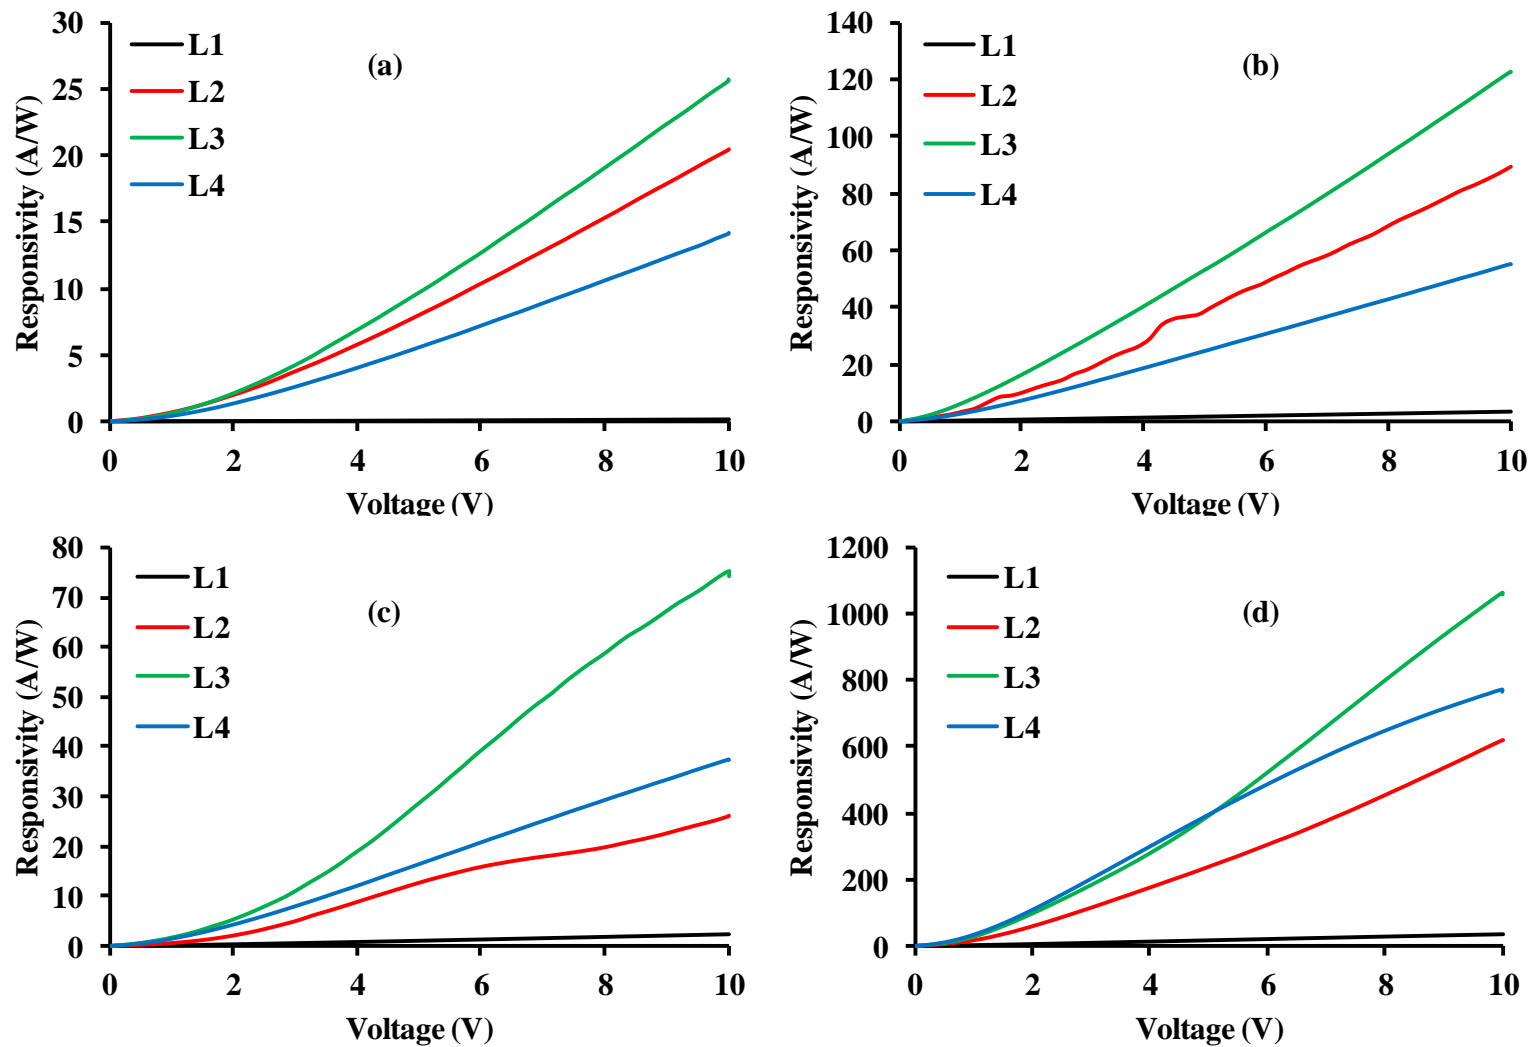 (a)
Responsivity (A/W)
30
25
20
15
10
5
0
L1
L2
L3
L4
0 2 4 6 8 10
Voltage (V)
(b)
Responsivity (A/W)
140
120
100
80
60
40
20
0
L1
L2
L3
L4
0 2 4 6 8 10
Voltage (V)
(c)
Responsivity (A/W)
80
70
60
50
40
30
20
10
0
L1
L2
L3
L4
0 2 4 6 8 10
Voltage (V)
(d)
Responsivity (A/W)
1200
1000
800
600
400
200
0
L1
L2
L3
L4
0 2 4 6 8 10
Voltage (V)